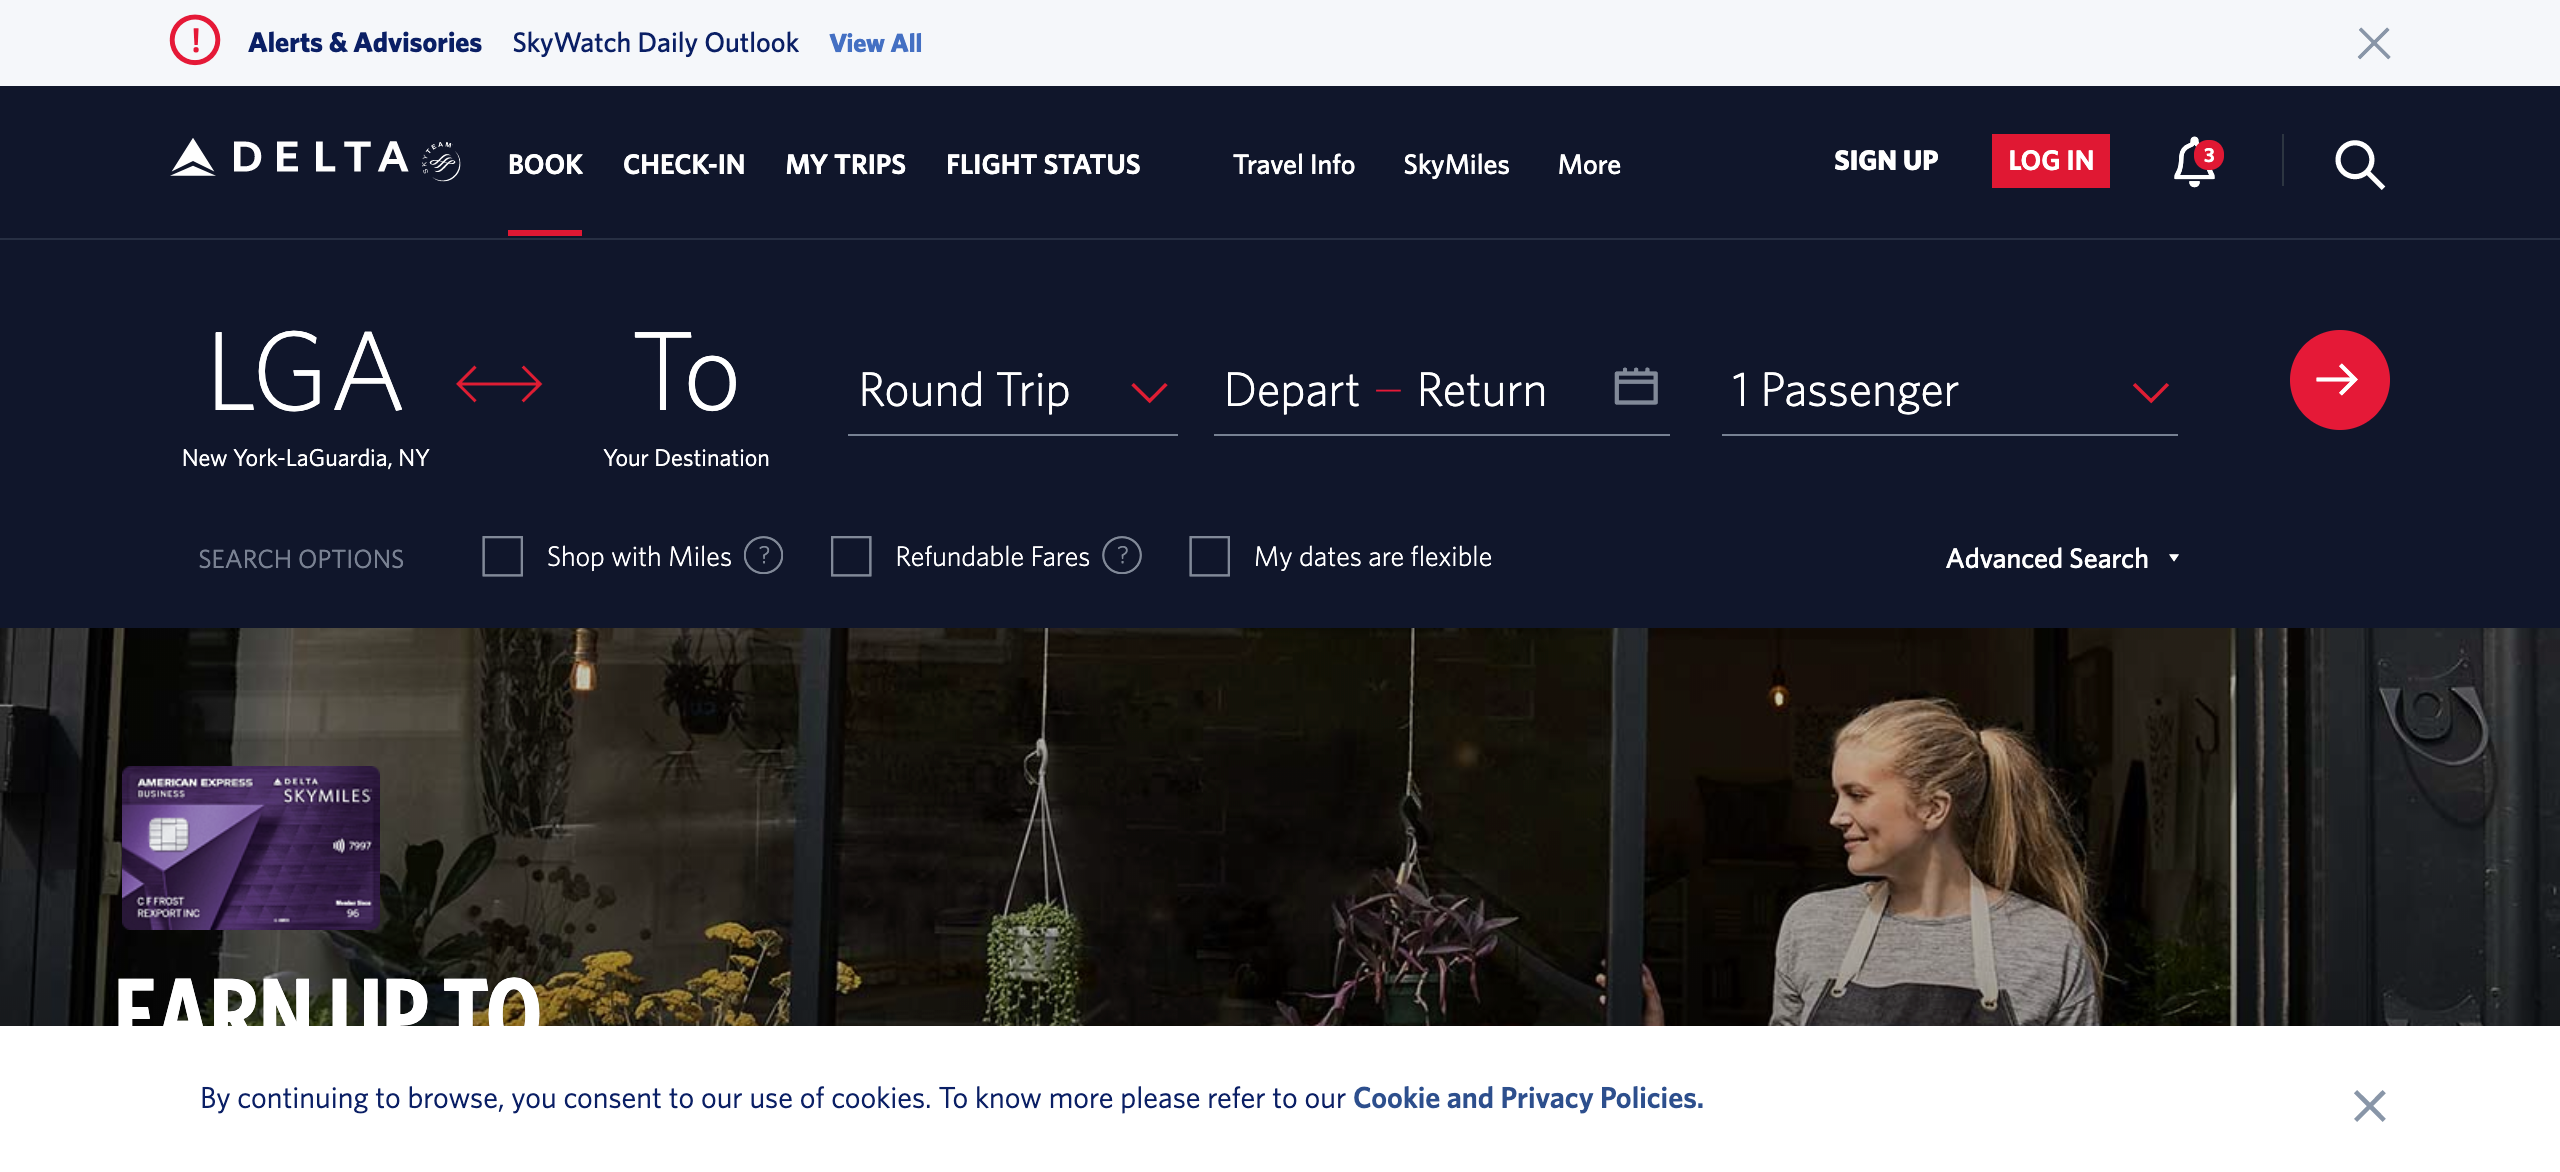 Alerts & Advisories SkyWatch Daily Outlook View All
DELTA SKYTEAM BOOK CHECK-IN MY TRIPS FLIGHT STATUS Travel Info SkyMiles More SIGN UP LOG IN 3
LGA To Round Trip Depart — Return 1 Passenger
New York-LaGuardia, NY Your Destination
SEARCH OPTIONS Shop with Miles ? Refundable Fares ? My dates are flexible Advanced Search
AMERICAN EXPRESS DELTA
BUSINESS SKYMILES
7997
C F FROST Member Since
REXPORT INC 96
EARN UP TO
By continuing to browse, you consent to our use of cookies. To know more please refer to our Cookie and Privacy Policies.